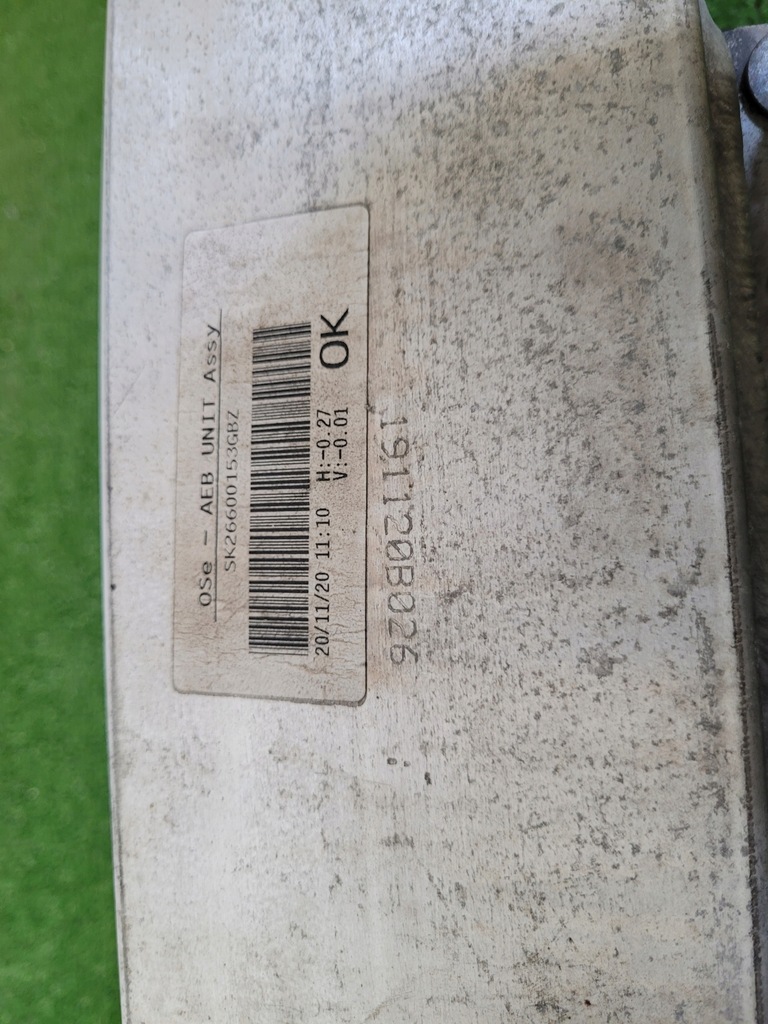 OSe - AEB UNIT Assy
SK26600153GBZ
20/11/20 11:10 H:-0.27
V:-0.01
OK
191120B026